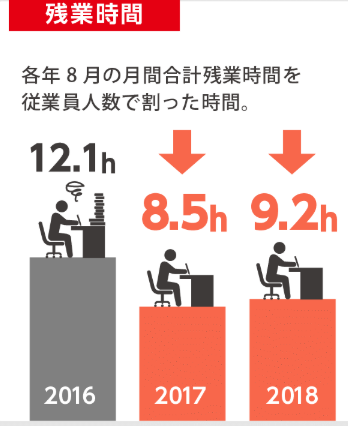 残業時間
各年8月の月間合計残業時間を
従業員人数で割った時間。
12.1h
8.5h
9.2h
2016
2017
2018